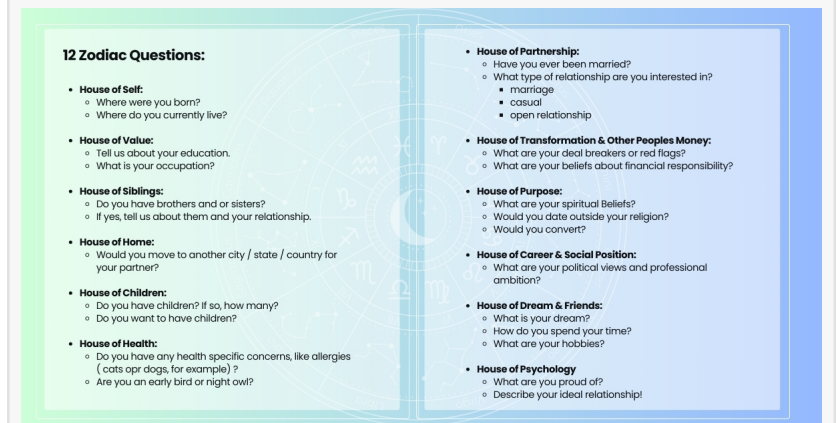 12 Zodiac Questions:
• House of Self:
◦ Where were you born?
◦ Where do you currently live?
• House of Value:
◦ Tell us about your education.
◦ What is your occupation?
• House of Siblings:
◦ Do you have brothers and or sisters?
◦ If yes, tell us about them and your relationship.
• House of Home:
◦ Would you move to another city / state / country for
your partner?
• House of Children:
◦ Do you have children? If so, how many?
◦ Do you want to have children?
• House of Health:
◦ Do you have any health specific concerns, like allergies
( cats opr dogs, for example) ?
◦ Are you an early bird or night owl?
• House of Partnership:
◦ Have you ever been married?
◦ What type of relationship are you interested in?
▪ marriage
▪ casual
▪ open relationship
• House of Transformation & Other Peoples Money:
◦ What are your deal breakers or red flags?
◦ What are your beliefs about financial responsibility?
• House of Purpose:
◦ What are your spiritual Beliefs?
◦ Would you date outside your religion?
◦ Would you convert?
• House of Career & Social Position:
◦ What are your political views and professional
ambition?
• House of Dream & Friends:
◦ What is your dream?
◦ How do you spend your time?
◦ What are your hobbies?
• House of Psychology
◦ What are you proud of?
◦ Describe your ideal relationship!